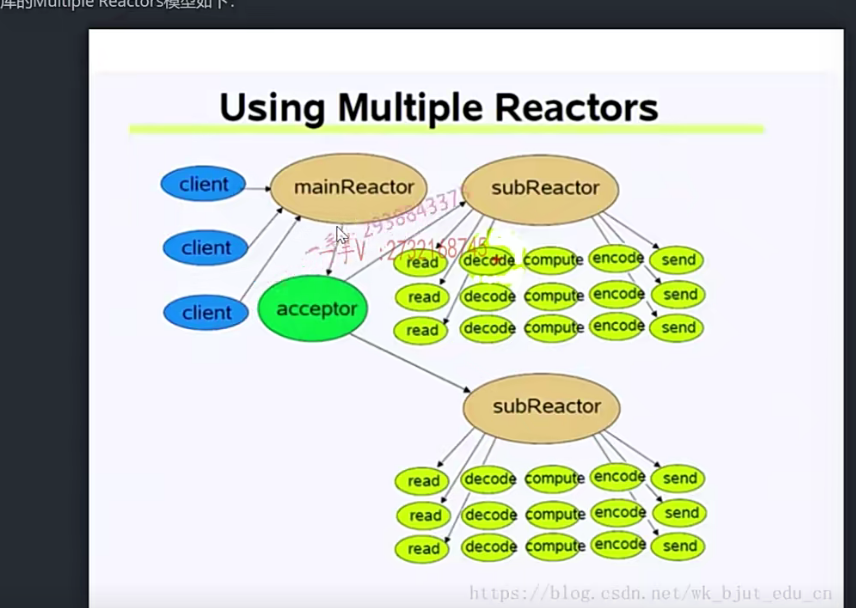 库的Multiple Reactors模型如下:
Using Multiple Reactors
client
mainReactor
subReactor
client
client
acceptor
read decode compute encode send
read decode compute encode send
read decode compute encode send
subReactor
read decode compute encode send
read decode compute encode send
read decode compute encode send
2938843375
一手V :2732168745
https://blog.csdn.net/wk_bjut_edu_cn